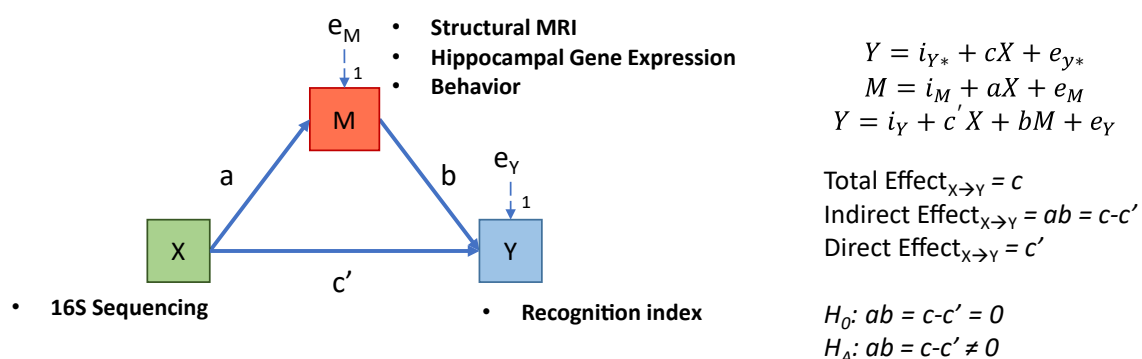 e_M
1
• Structural MRI
• Hippocampal Gene Expression
• Behavior
M
a
b
e_Y
1
X
Y
c’
• 16S Sequencing
• Recognition index
Y = i_{Y*} + cX + e_{y*}
M = i_M + aX + e_M
Y = i_Y + c'X + bM + e_Y
Total Effect_{X→Y} = c
Indirect Effect_{X→Y} = ab = c-c’
Direct Effect_{X→Y} = c’
H_0: ab = c-c’ = 0
H_A: ab = c-c’ ≠ 0